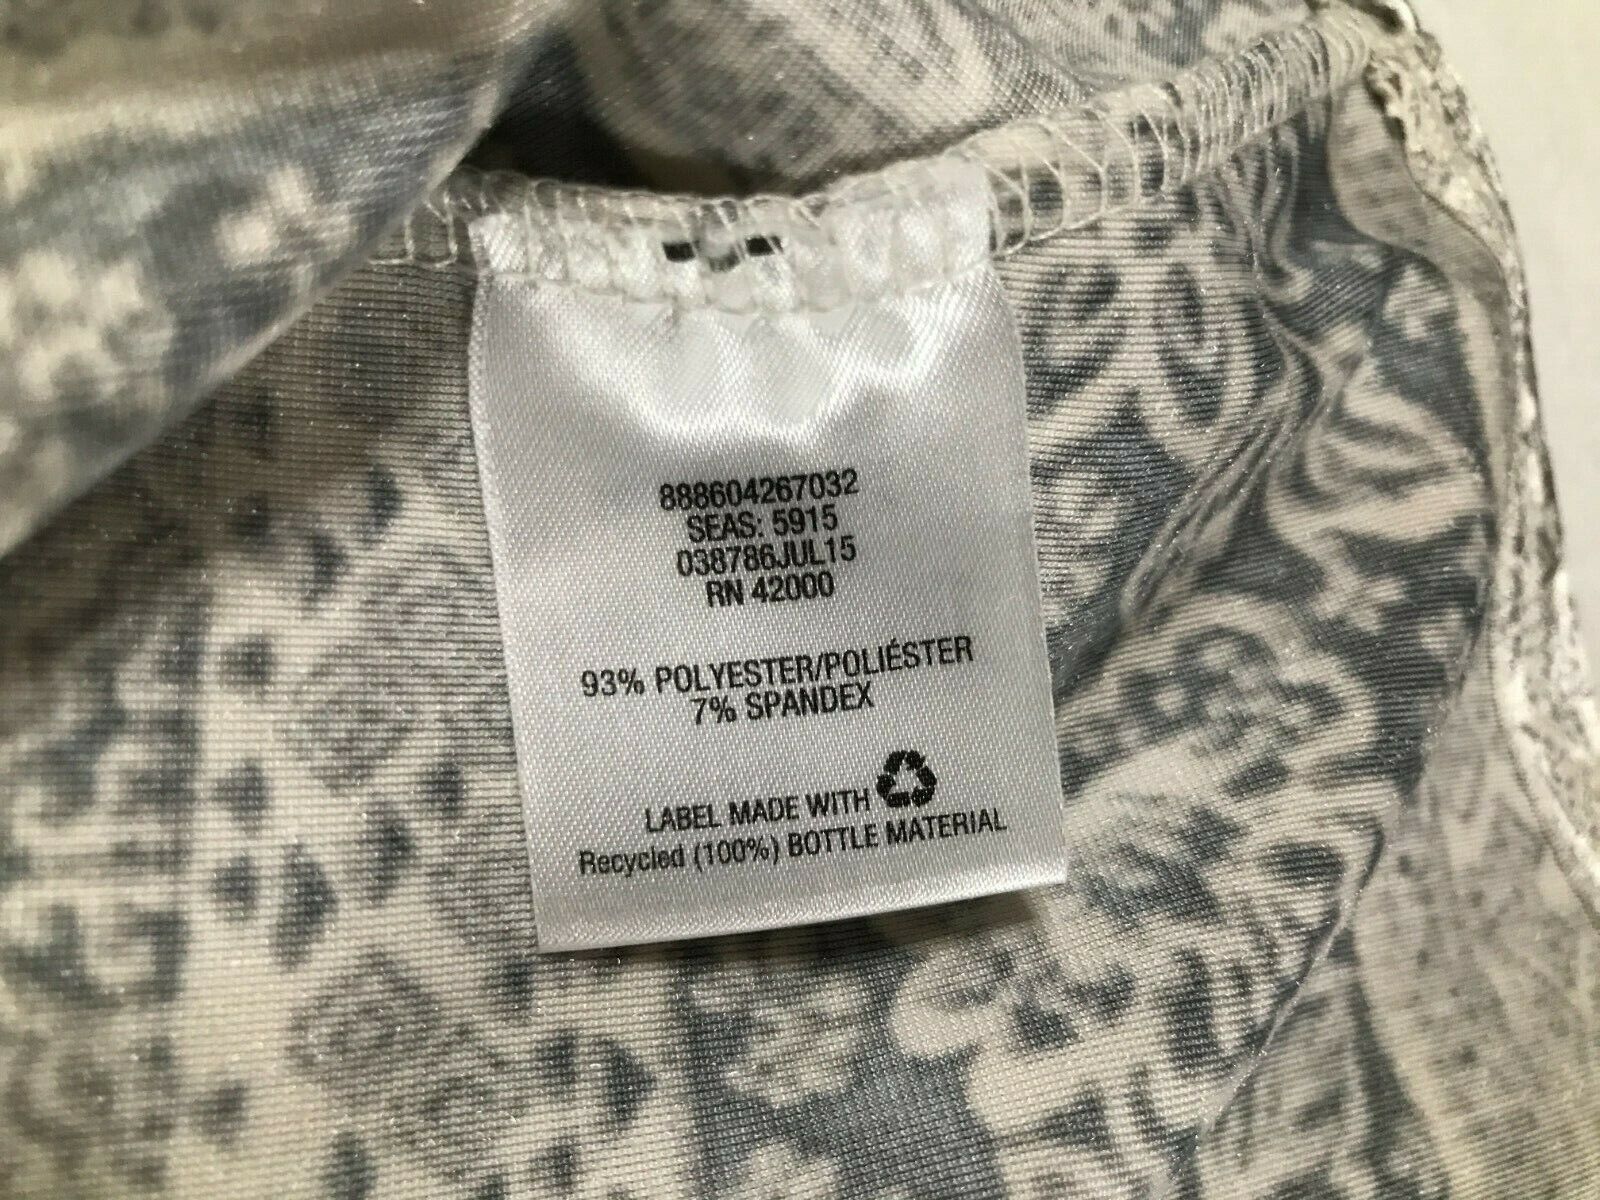 888604267032
SEAS: 5915
038786JUL15
RN 42000
93% POLYESTER/POLIÉSTER
7% SPANDEX
LABEL MADE WITH
Recycled (100%) BOTTLE MATERIAL